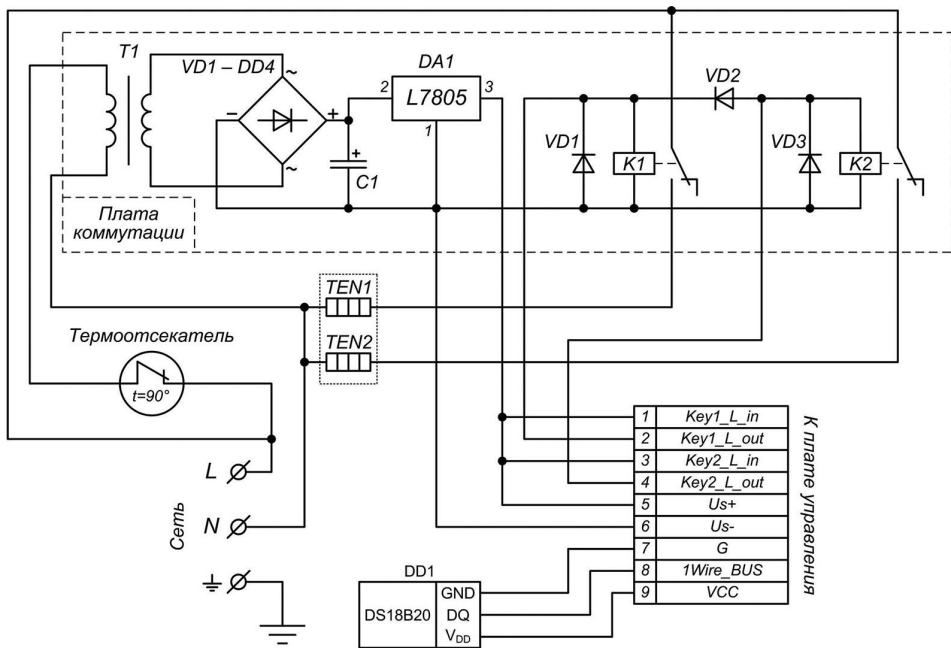 T1
VD1 – DD4
~
–
+
~
+
C1
DA1
2
L7805
3
1
VD2
VD1
K1
VD3
K2
Плата
коммутации
TEN1
TEN2
Термоотсекатель
t=90°
L
N
Сеть
1 Key1_L_in
2 Key1_L_out
3 Key2_L_in
4 Key2_L_out
5 Us+
6 Us-
7 G
8 1Wire_BUS
9 VCC
К плате управления
DD1
DS18B20
GND
DQ
VDD